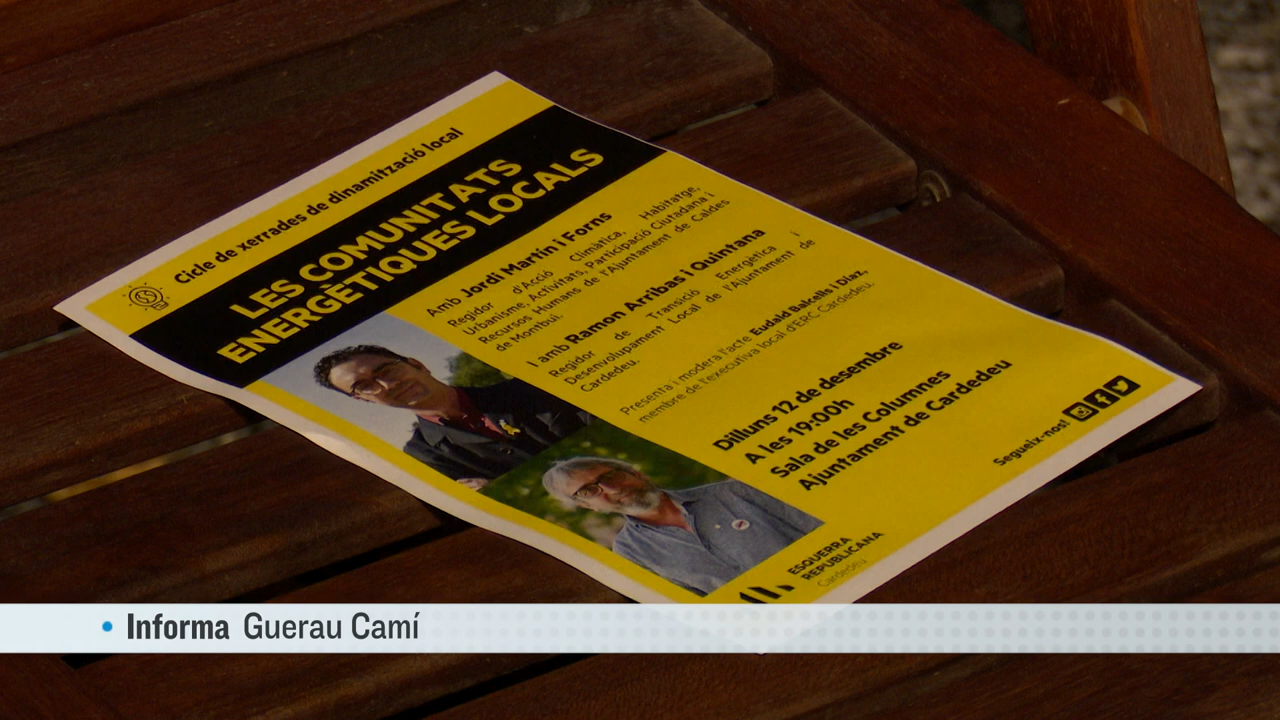 Cicle de xerrades de dinamització local
LES COMUNITATS
ENERGÈTIQUES LOCALS
Amb Jordi Martín i Forns
Regidor d'Acció Climàtica, Habitatge,
Urbanisme, Activitats, Participació Ciutadana i
Recursos Humans de l'Ajuntament de Caldes
de Montbui.
I amb Ramon Arribas i Quintana
Regidor de Transició Energètica i
Desenvolupament Local de l'Ajuntament de
Cardedeu.
Presenta i modera l'acte Eudald Balcells i Díaz,
membre de l'executiva local d'ERC Cardedeu.
Dilluns 12 de desembre
A les 19:00h
Sala de les Columnes
Ajuntament de Cardedeu
Segueix-nos!
ESQUERRA
REPUBLICANA
Cardedeu
• Informa Guerau Camí